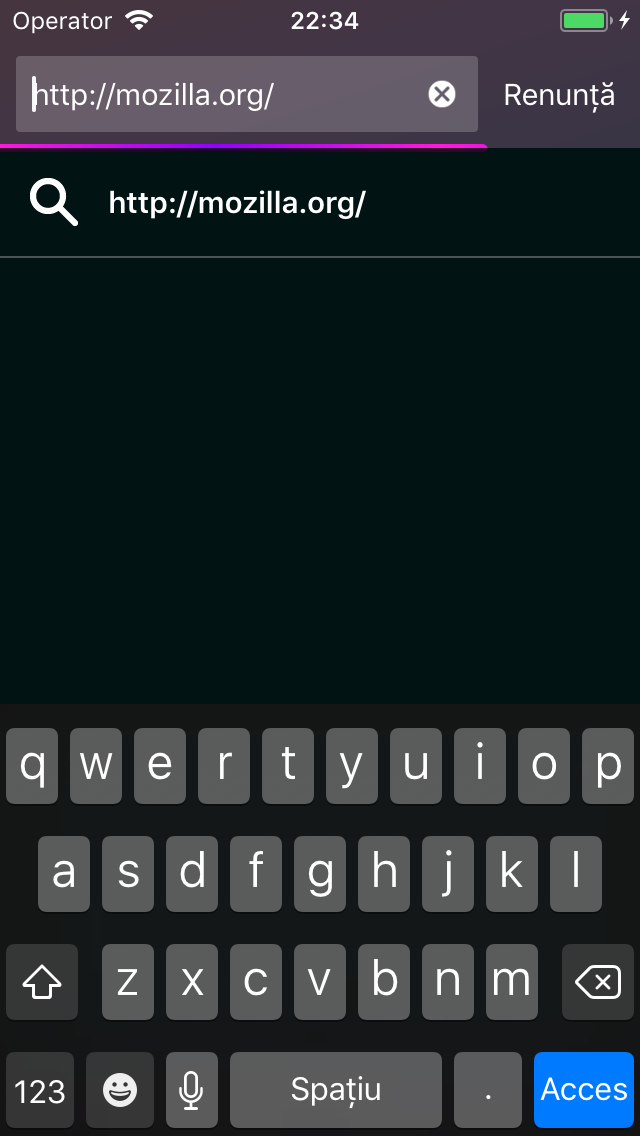 Operator 22:34
http://mozilla.org/ Renunță
http://mozilla.org/
q w e r t y u i o p
a s d f g h j k l
z x c v b n m
123 Spațiu . Acces